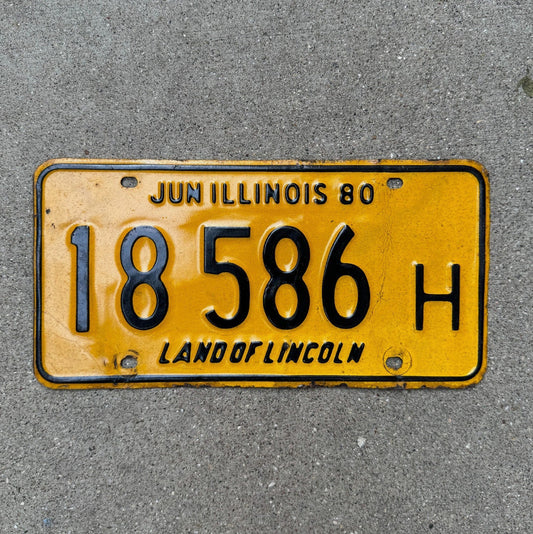 JUN ILLINOIS 80
18 586 H
LAND OF LINCOLN